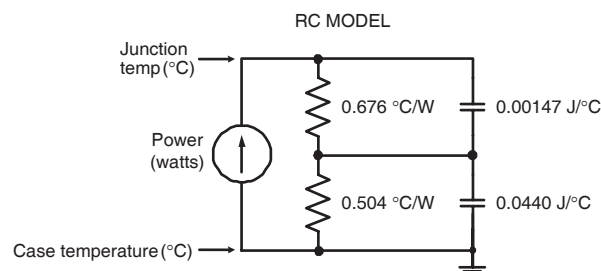 RC MODEL
Junction
temp (°C)
0.676 °C/W
0.00147 J/°C
Power
(watts)
0.504 °C/W
0.0440 J/°C
Case temperature (°C)